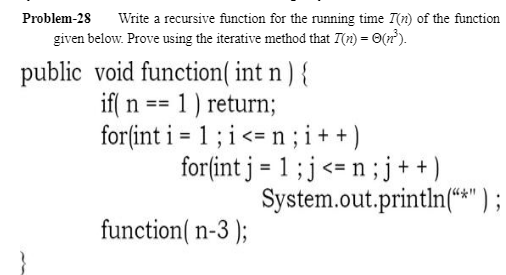 Problem-28 Write a recursive function for the running time T(n) of the function
given below. Prove using the iterative method that T(n) = Θ(n³).
public void function( int n ) {
if( n == 1 ) return;
for(int i = 1 ; i <= n ; i + + )
for(int j = 1 ; j <= n ; j + + )
System.out.println(“*" ) ;
function( n-3 );
}